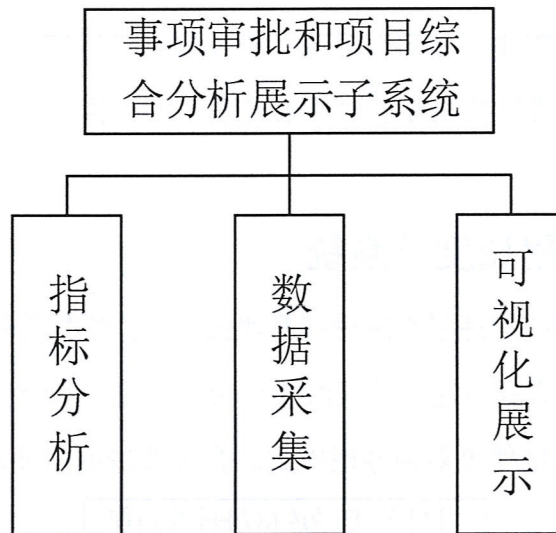 事项审批和项目综
合分析展示子系统
指标分析
数据采集
可视化展示